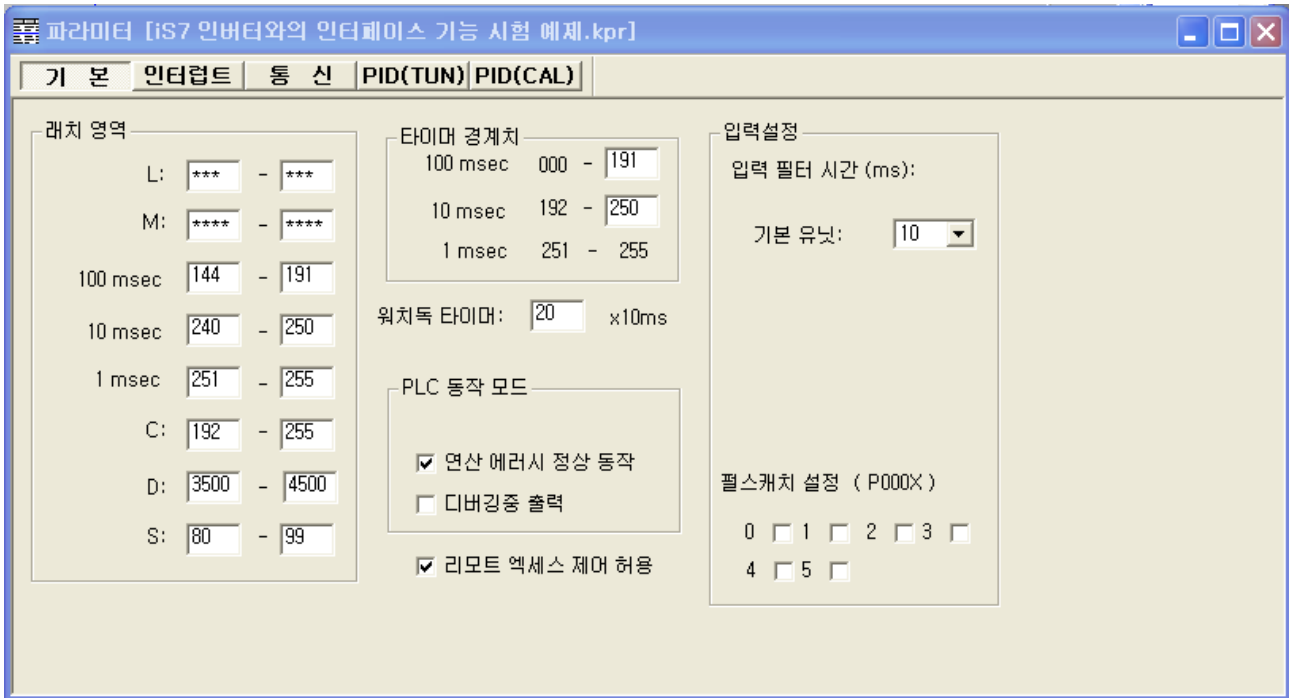 파라미터 [iS7 인버터와의 인터페이스 기능 시험 예제.kpr]
기 본 인터럽트 통 신 PID(TUN) PID(CAL)
래치 영역
L: *** - ***
M: **** - ****
100 msec 144 - 191
10 msec 240 - 250
1 msec 251 - 255
C: 192 - 255
D: 3500 - 4500
S: 80 - 99
타이머 경계치
100 msec 000 - 191
10 msec 192 - 250
1 msec 251 - 255
워치독 타이머: 20 x10ms
PLC 동작 모드
연산 에러시 정상 동작
디버깅중 출력
리모트 엑세스 제어 허용
입력설정
입력 필터 시간 (ms):
기본 유닛: 10
펄스캐치 설정 ( P000X )
0 1 2 3
4 5